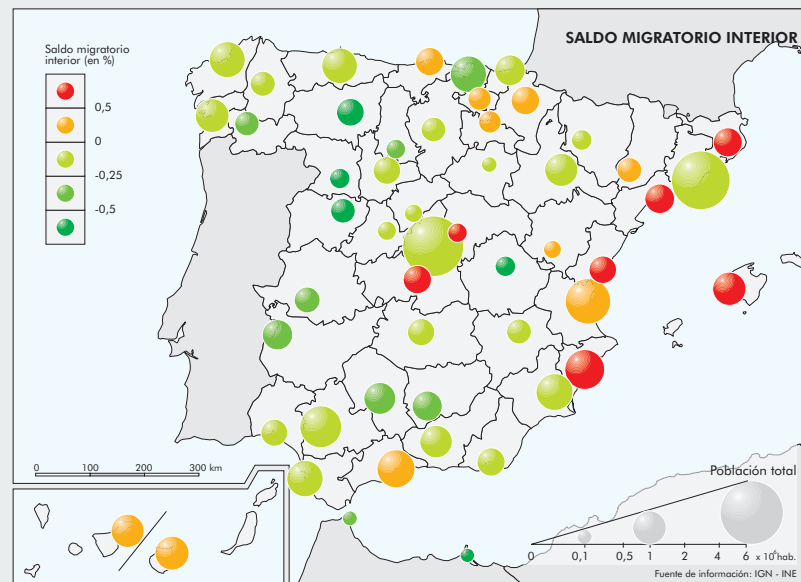 SALDO MIGRATORIO INTERIOR
Saldo migratorio
interior (en %)
0,5
0
-0,25
-0,5
0 100 200 300 km
Población total
0 0,1 0,5 1 2 4 6 x 10⁶ hab.
Fuente de información: IGN - INE